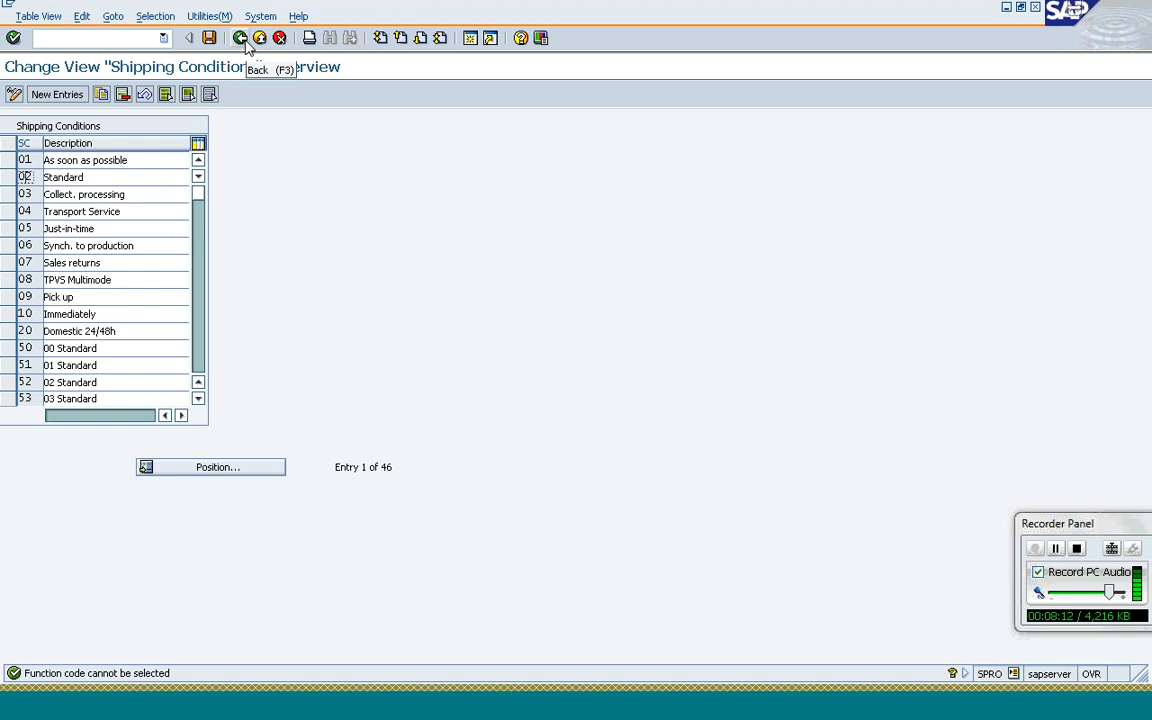 Table View Edit Goto Selection Utilities(M) System Help
SAP
Change View "Shipping Condition erview
Back (F3)
New Entries
Shipping Conditions
SC Description
01 As soon as possible
02 Standard
03 Collect. processing
04 Transport Service
05 Just-in-time
06 Synch. to production
07 Sales returns
08 TPVS Multimode
09 Pick up
10 Immediately
20 Domestic 24/48h
50 00 Standard
51 01 Standard
52 02 Standard
53 03 Standard
Position... Entry 1 of 46
Recorder Panel
Record PC Audio
00:08:12 / 4,216 KB
Function code cannot be selected
SPRO sapserver OVR